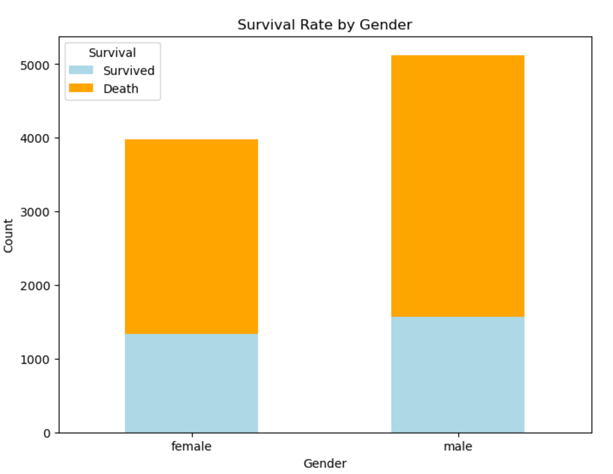 Survival Rate by Gender
Survival
Survived
Death
5000
4000
3000
2000
1000
0
Count
female
male
Gender